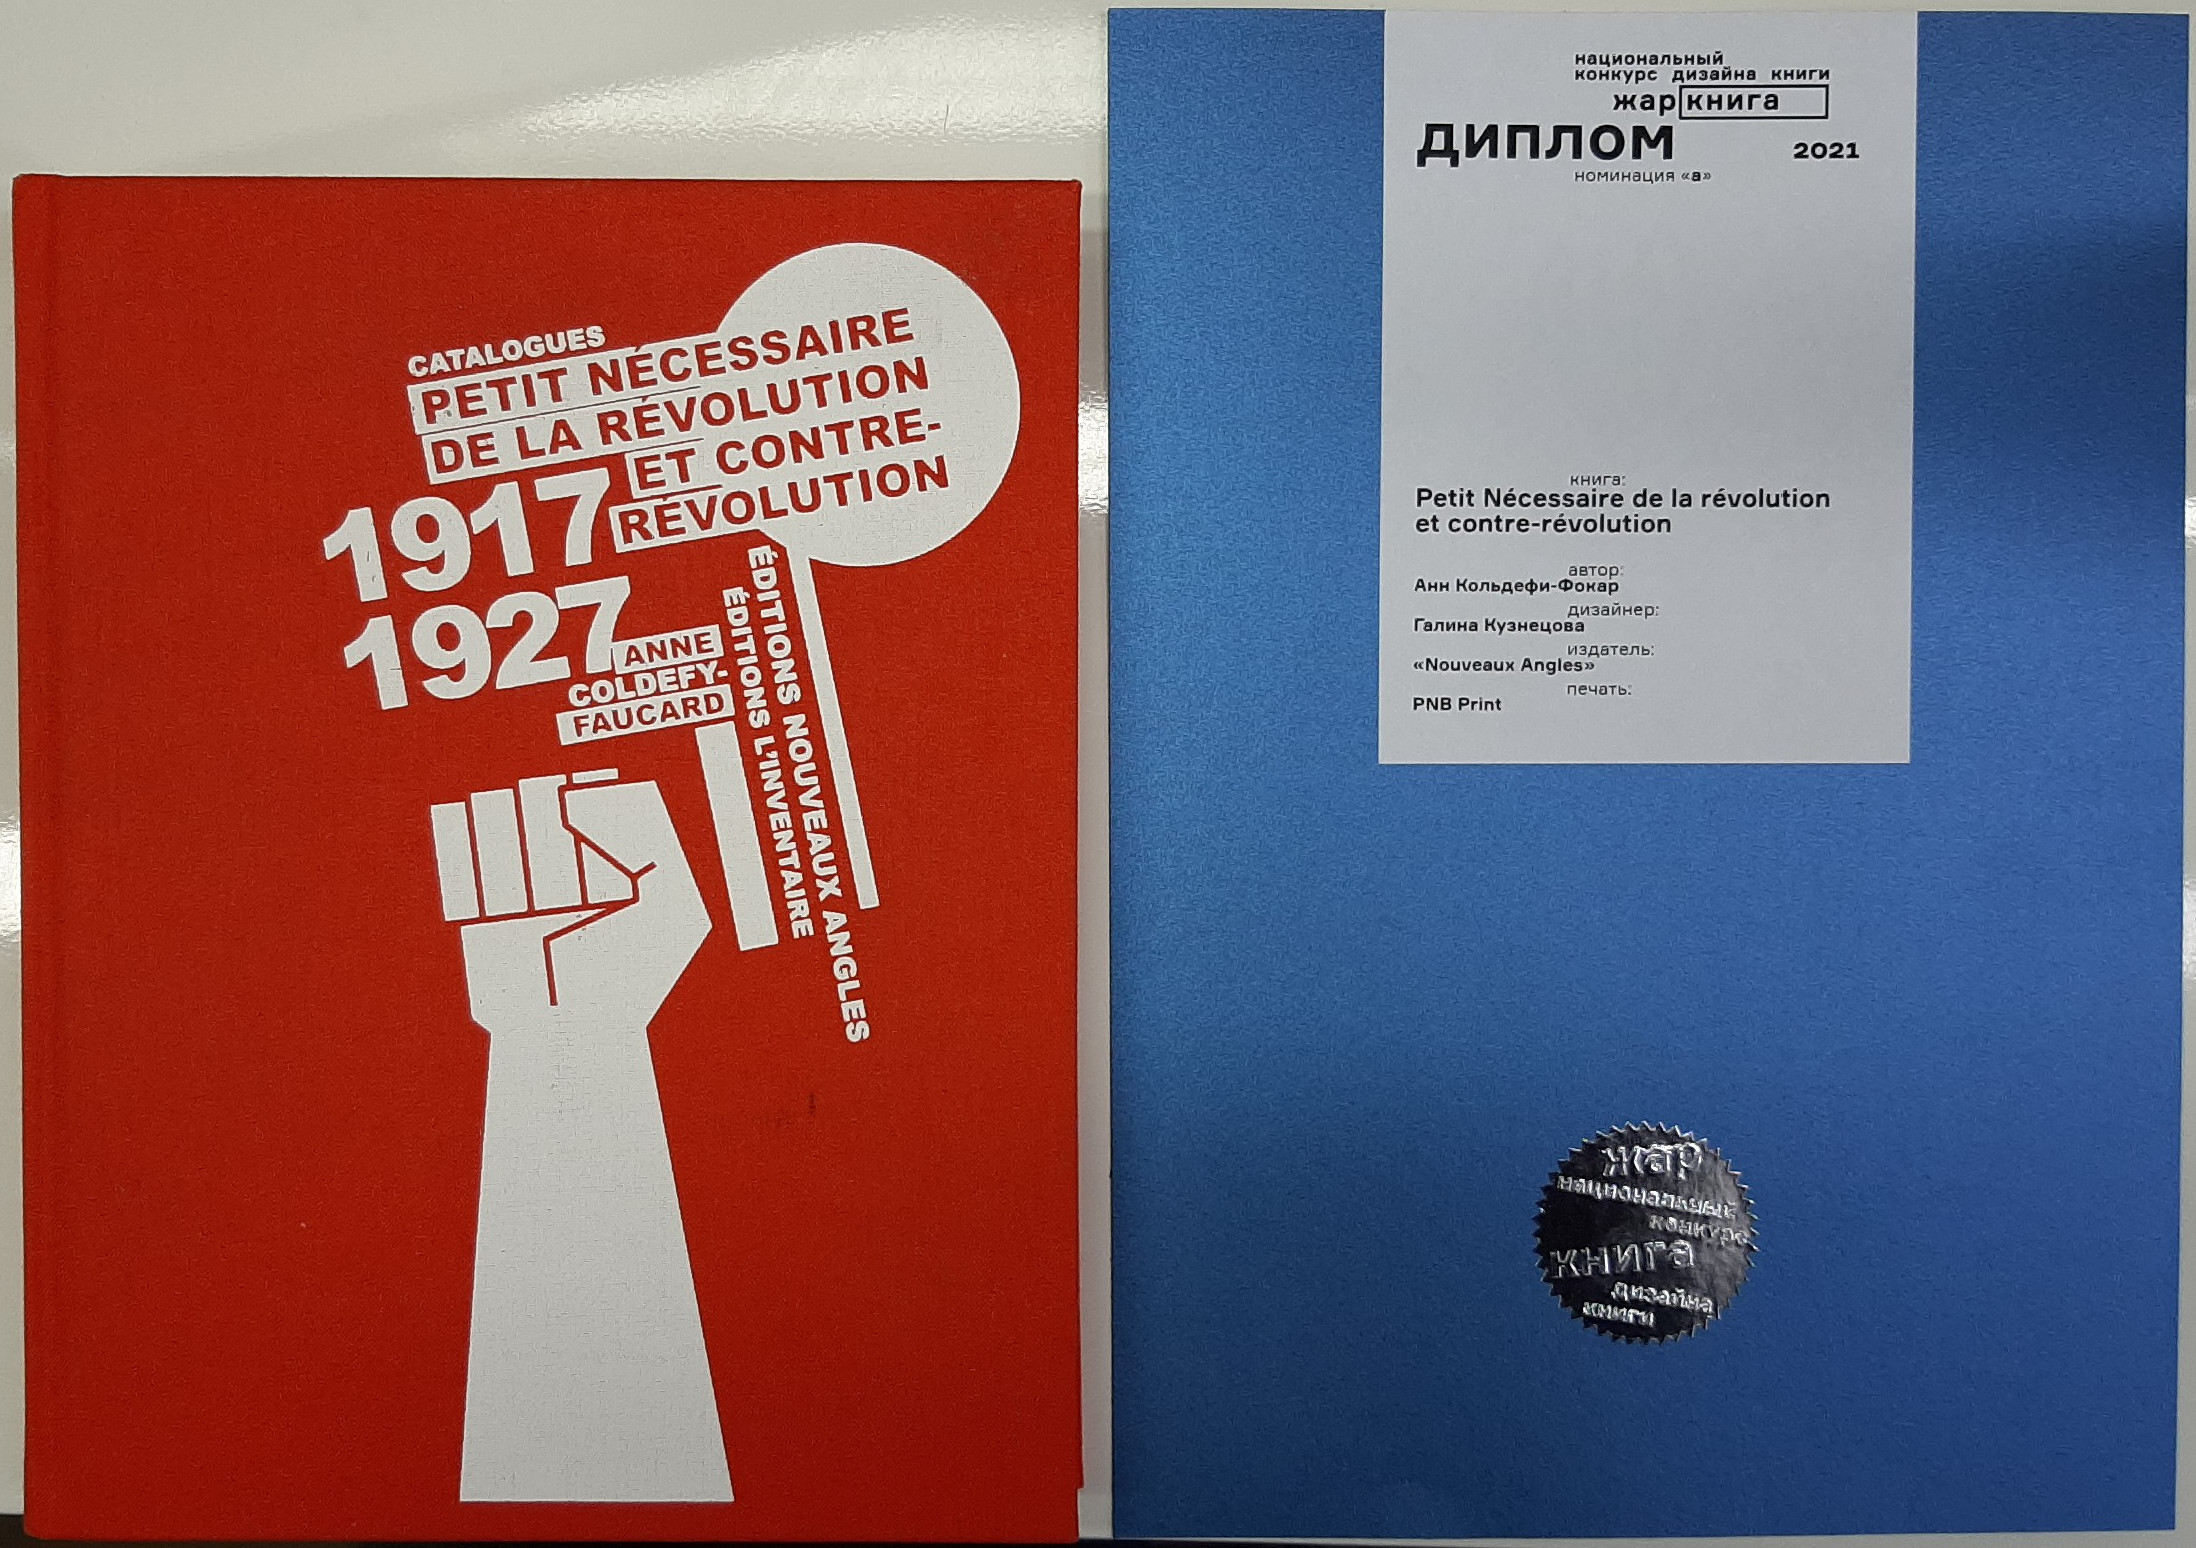 CATALOGUES
PETIT NÉCESSAIRE
DE LA RÉVOLUTION
ET CONTRE-
RÉVOLUTION
1917
1927
ANNE
COLDEFY-
FAUCARD
ÉDITIONS NOUVEAUX ANGLES
ÉDITIONS L'INVENTAIRE
национальный
конкурс дизайна книги
жар книга
диплом 2021
номинация «а»
книга:
Petit Nécessaire de la révolution
et contre-révolution
автор:
Анн Кольдефи-Фокар
дизайнер:
Галина Кузнецова
издатель:
«Nouveaux Angles»
печать:
PNB Print
жар
национальный
конкурс
книга
дизайна
книги